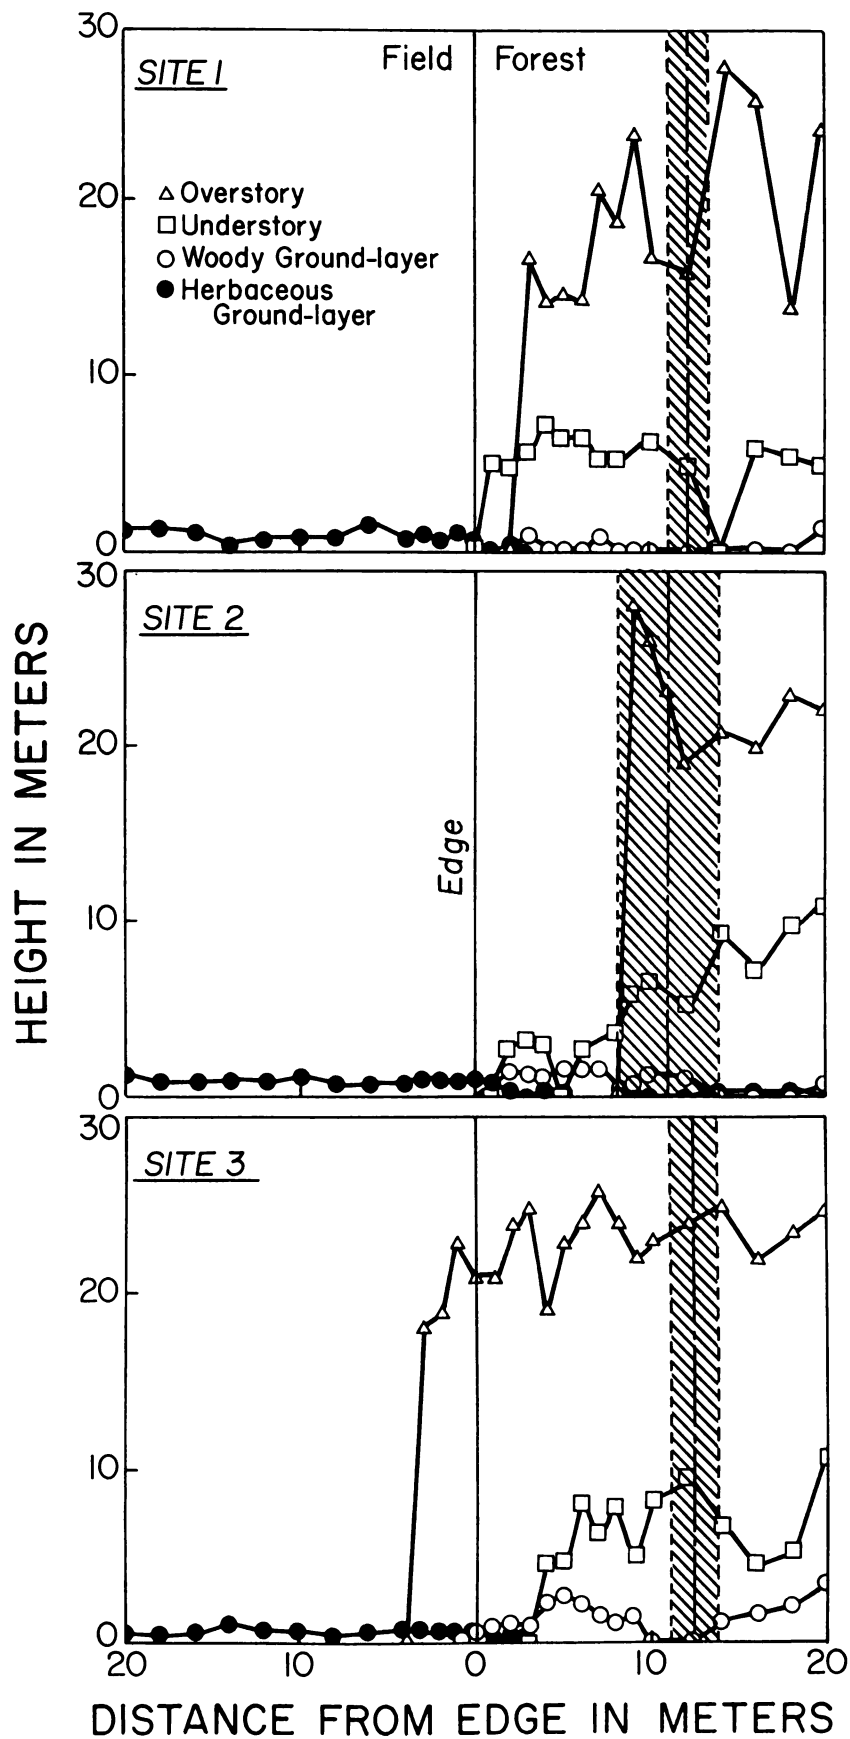 30
SITE 1
Field
Forest
20
△ Overstory
□ Understory
○ Woody Ground-layer
● Herbaceous
Ground-layer
10
0
30
SITE 2
20
Edge
10
0
HEIGHT IN METERS
30
SITE 3
20
10
0
20 10 0 10 20
DISTANCE FROM EDGE IN METERS